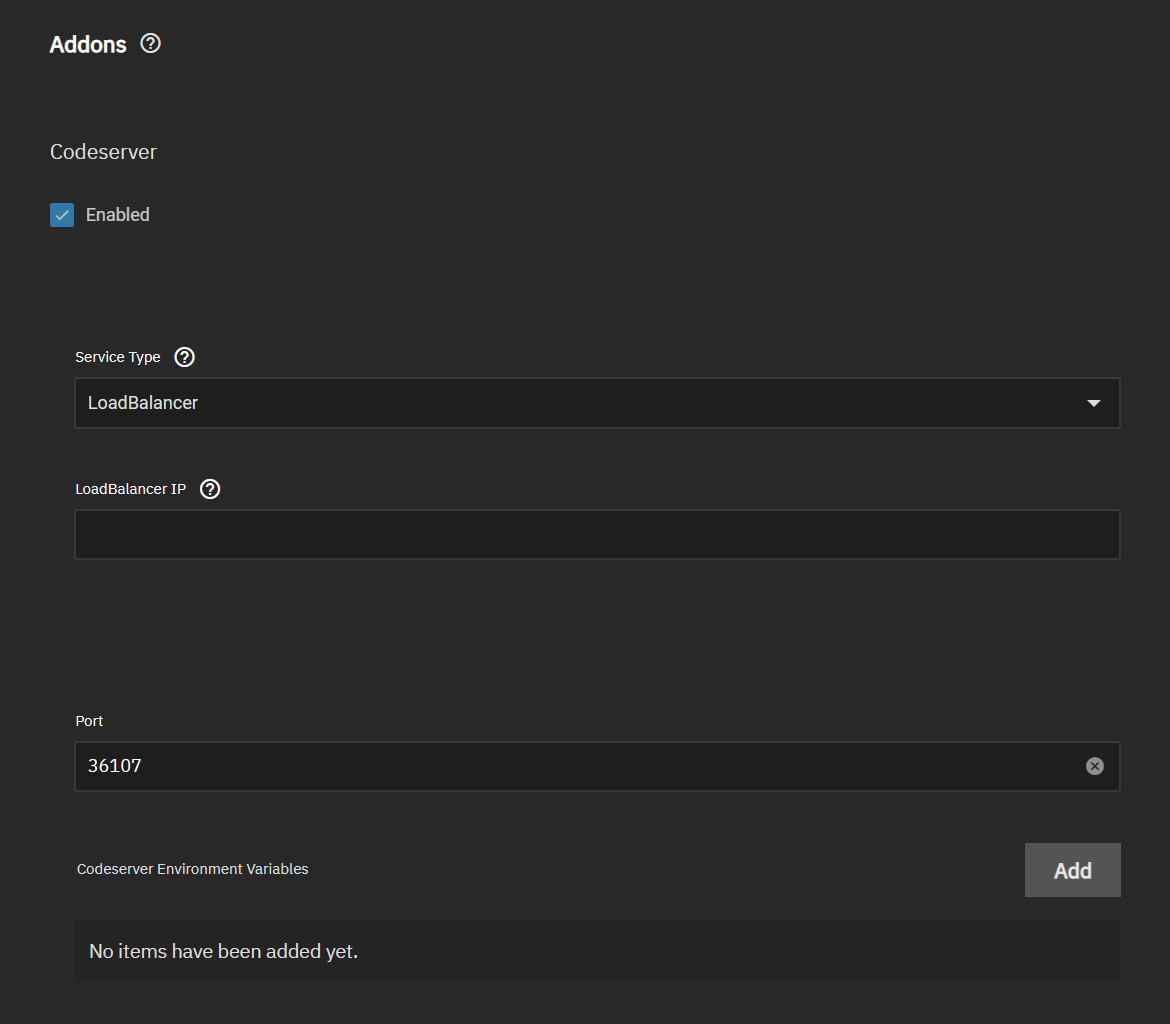 Addons
Codeserver
Enabled
Service Type
LoadBalancer
LoadBalancer IP
Port
36107
Codeserver Environment Variables
Add
No items have been added yet.